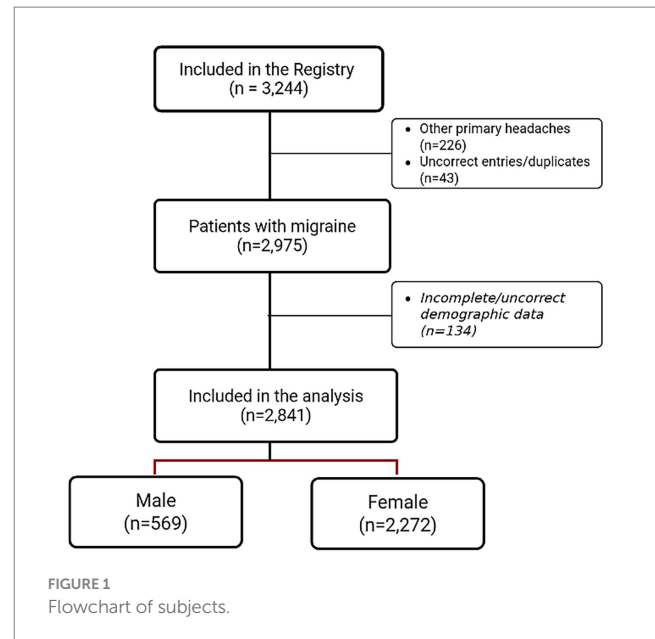 Included in the Registry
(n = 3,244)
• Other primary headaches
(n=226)
• Uncorrect entries/duplicates
(n=43)
Patients with migraine
(n=2,975)
• Incomplete/uncorrect
demographic data
(n=134)
Included in the analysis
(n=2,841)
Male
(n=569)
Female
(n=2,272)
FIGURE 1
Flowchart of subjects.